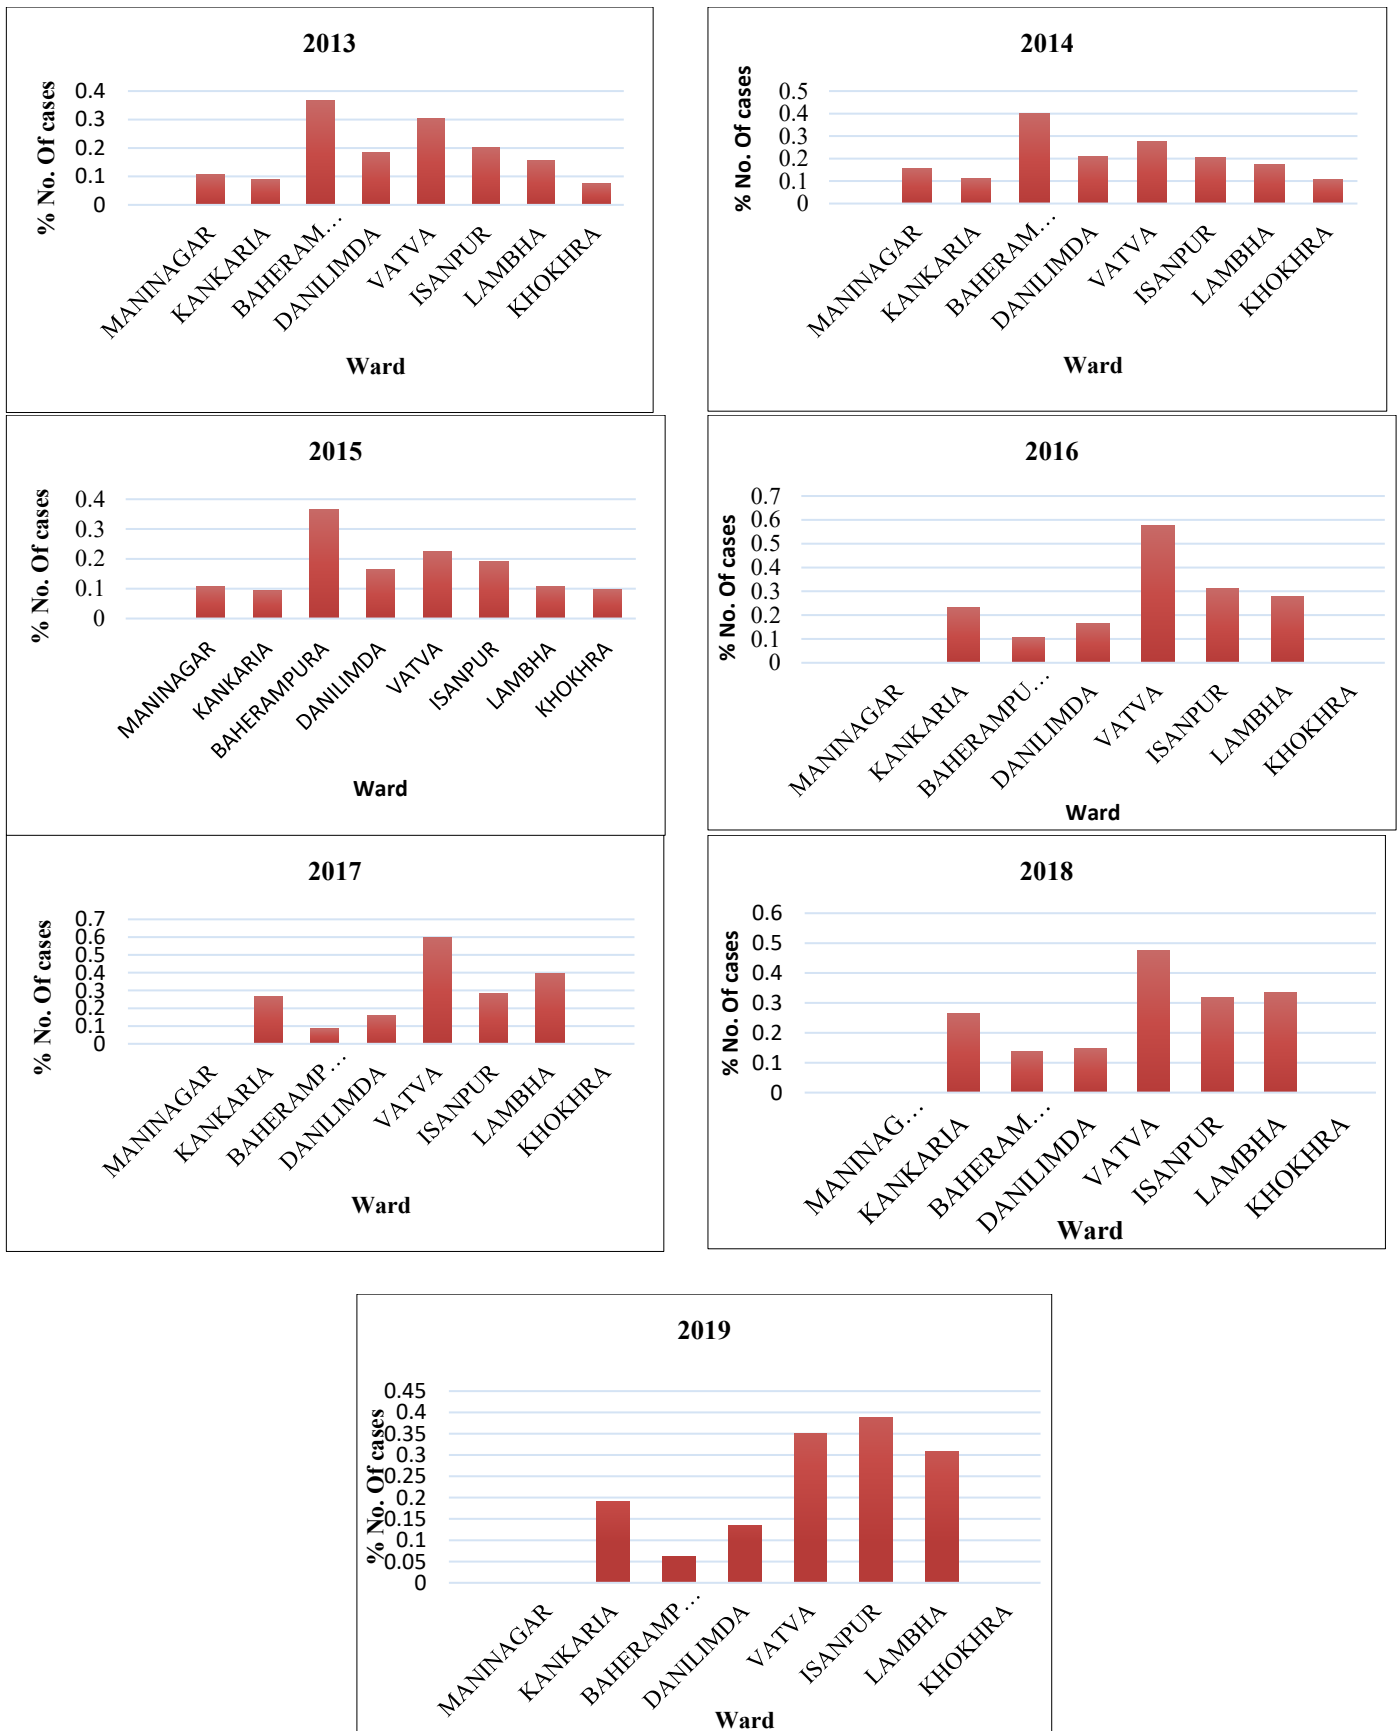 2013
% No. Of cases
0.4
0.3
0.2
0.1
0
MANINAGAR
KANKARIA
BAHERAM…
DANILIMDA
VATVA
ISANPUR
LAMBHA
KHOKHRA
Ward
2014
% No. Of cases
0.5
0.4
0.3
0.2
0.1
0
MANINAGAR
KANKARIA
BAHERAM…
DANILIMDA
VATVA
ISANPUR
LAMBHA
KHOKHRA
Ward
2015
% No. Of cases
0.4
0.3
0.2
0.1
0
MANINAGAR
KANKARIA
BAHERAMPURA
DANILIMDA
VATVA
ISANPUR
LAMBHA
KHOKHRA
Ward
2016
% No. Of cases
0.7
0.6
0.5
0.4
0.3
0.2
0.1
0
MANINAGAR
KANKARIA
BAHERAMPU…
DANILIMDA
VATVA
ISANPUR
LAMBHA
KHOKHRA
Ward
2017
% No. Of cases
0.7
0.6
0.5
0.4
0.3
0.2
0.1
0
MANINAGAR
KANKARIA
BAHERAMP…
DANILIMDA
VATVA
ISANPUR
LAMBHA
KHOKHRA
Ward
2018
% No. Of cases
0.6
0.5
0.4
0.3
0.2
0.1
0
MANINAG…
KANKARIA
BAHERAM…
DANILIMDA
VATVA
ISANPUR
LAMBHA
KHOKHRA
Ward
2019
% No. Of cases
0.45
0.4
0.35
0.3
0.25
0.2
0.15
0.1
0.05
0
MANINAGAR
KANKARIA
BAHERAMP…
DANILIMDA
VATVA
ISANPUR
LAMBHA
KHOKHRA
Ward